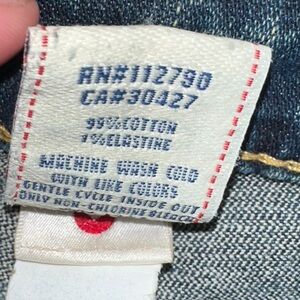 RN#112790
CA#30427
99%COTTON
1%ELASTINE
MACHINE WASH COLD
WITH LIKE COLORS
GENTLE CYCLE INSIDE OUT
ONLY NON-CHLORINE BLEACH